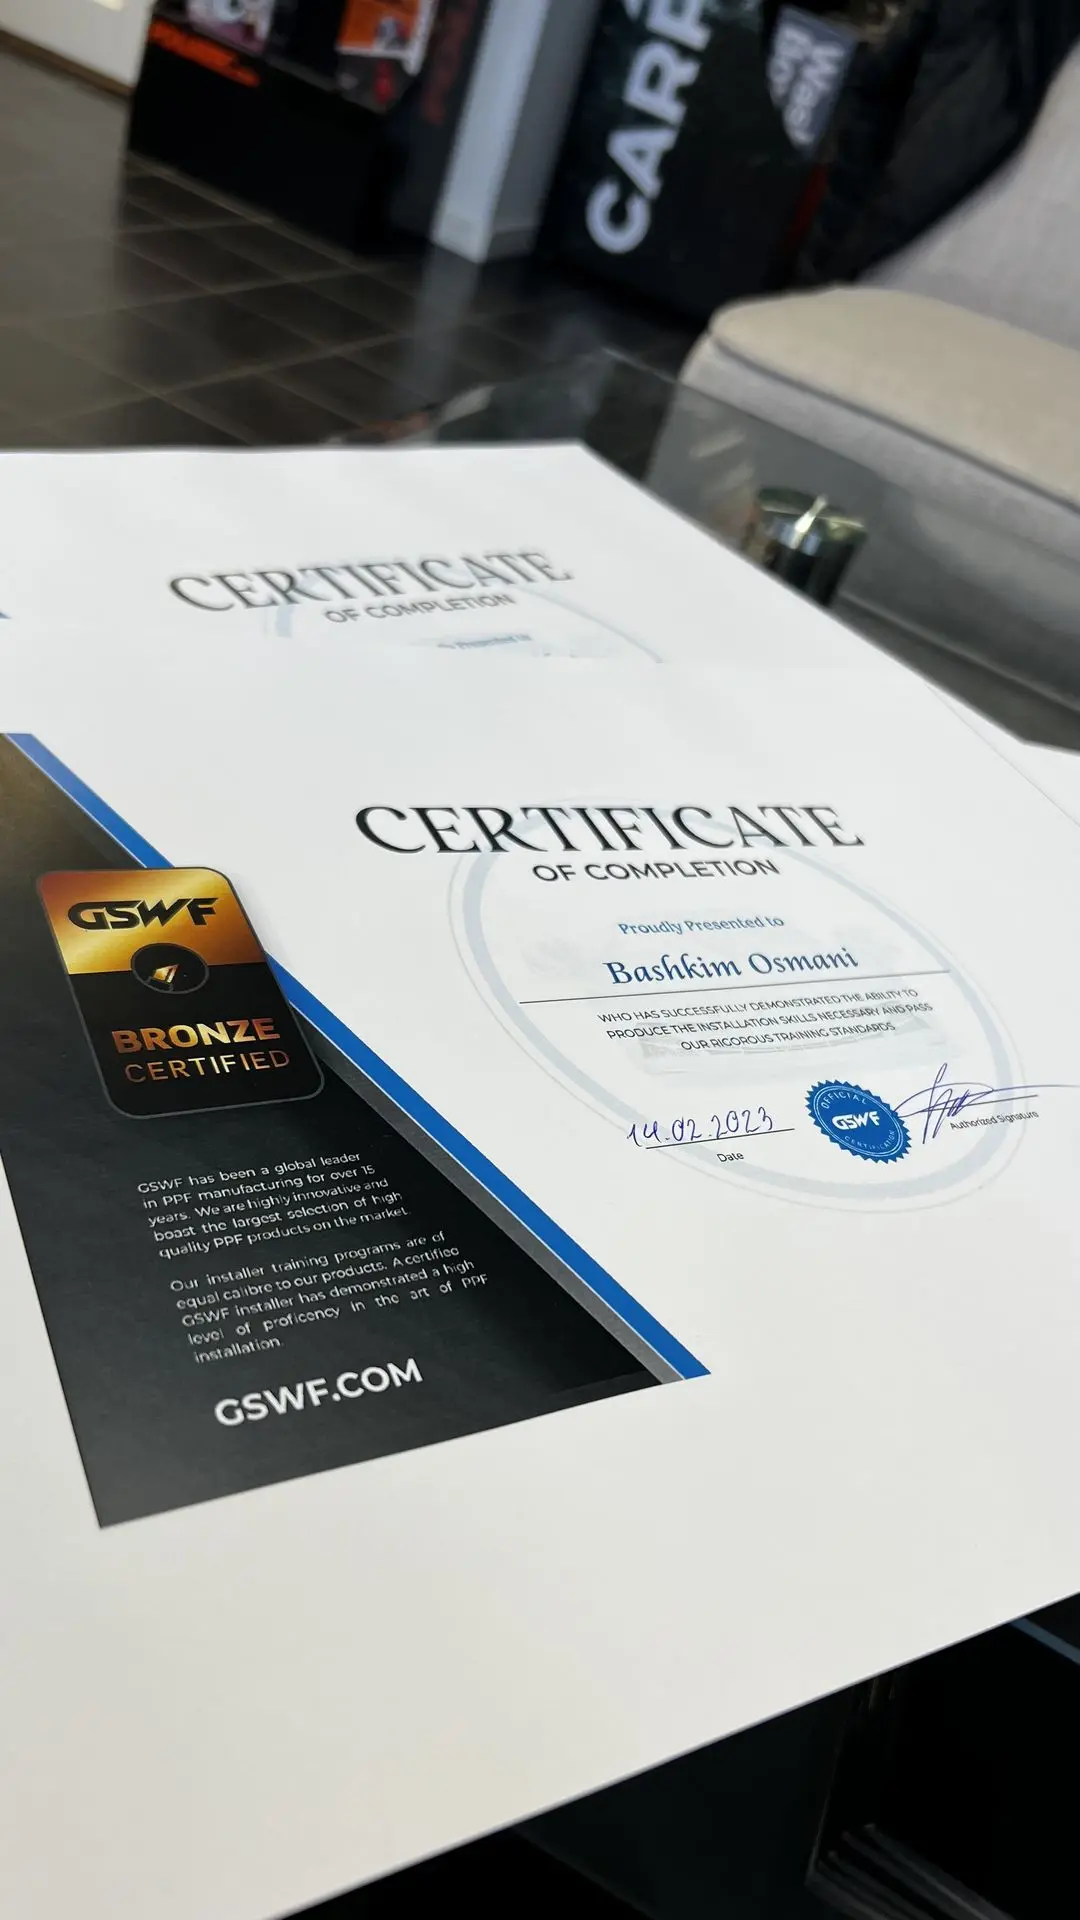 CARP
CERTIFICATE
OF COMPLETION
Presented to
CERTIFICATE
OF COMPLETION
Proudly Presented to
Bashkim Osmani
WHO HAS SUCCESSFULLY DEMONSTRATED THE ABILITY TO
PRODUCE THE INSTALLATION SKILLS NECESSARY AND PASS
OUR RIGOROUS TRAINING STANDARDS
14.02.2023
Date
OFFICIAL
GSWF
CERTIFICATION
Authorized Signature
GSWF
BRONZE
CERTIFIED
GSWF has been a global leader
in PPF manufacturing for over 15
years. We are highly innovative and
boast the largest selection of high
quality PPF products on the market.
Our installer training programs are of
equal calibre to our products. A certified
GSWF installer has demonstrated a high
level of proficency in the art of PPF
installation.
GSWF.COM